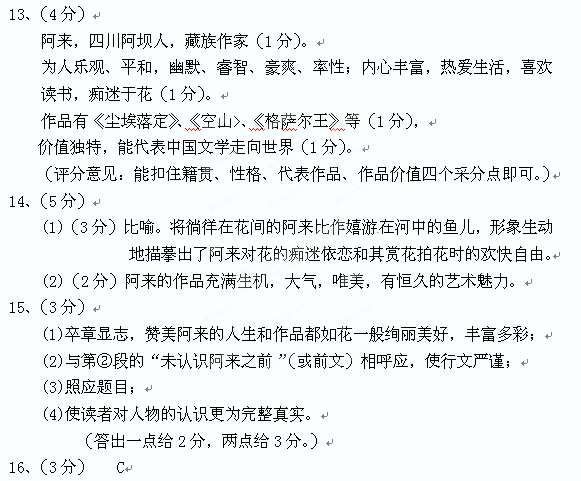 13、（4分）
阿来，四川阿坝人，藏族作家（1分）。
为人乐观、平和，幽默、睿智、豪爽、率性；内心丰富，热爱生活，喜欢
读书，痴迷于花（1分）。
作品有《尘埃落定》、《空山>、《格萨尔王》等（1分），
价值独特，能代表中国文学走向世界（1分）。
（评分意见：能扣住籍贯、性格、代表作品、作品价值四个采分点即可。）
14、（5分）
(1)（3分）比喻。将徜徉在花间的阿来比作嬉游在河中的鱼儿，形象生动
地描摹出了阿来对花的痴迷依恋和其赏花拍花时的欢快自由。
(2)（2分）阿来的作品充满生机，大气，唯美，有恒久的艺术魅力。
15、（3分）
(1)卒章显志，赞美阿来的人生和作品都如花一般绚丽美好，丰富多彩；
(2)与第②段的“未认识阿来之前 ”（或前文）相呼应，使行文严谨；
(3)照应题目；
(4)使读者对人物的认识更为完整真实。
（答出一点给2分，两点给3分。）
16、（3分） C